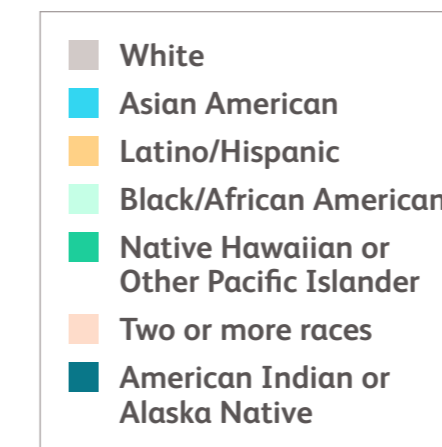 White
Asian American
Latino/Hispanic
Black/African American
Native Hawaiian or
Other Pacific Islander
Two or more races
American Indian or
Alaska Native